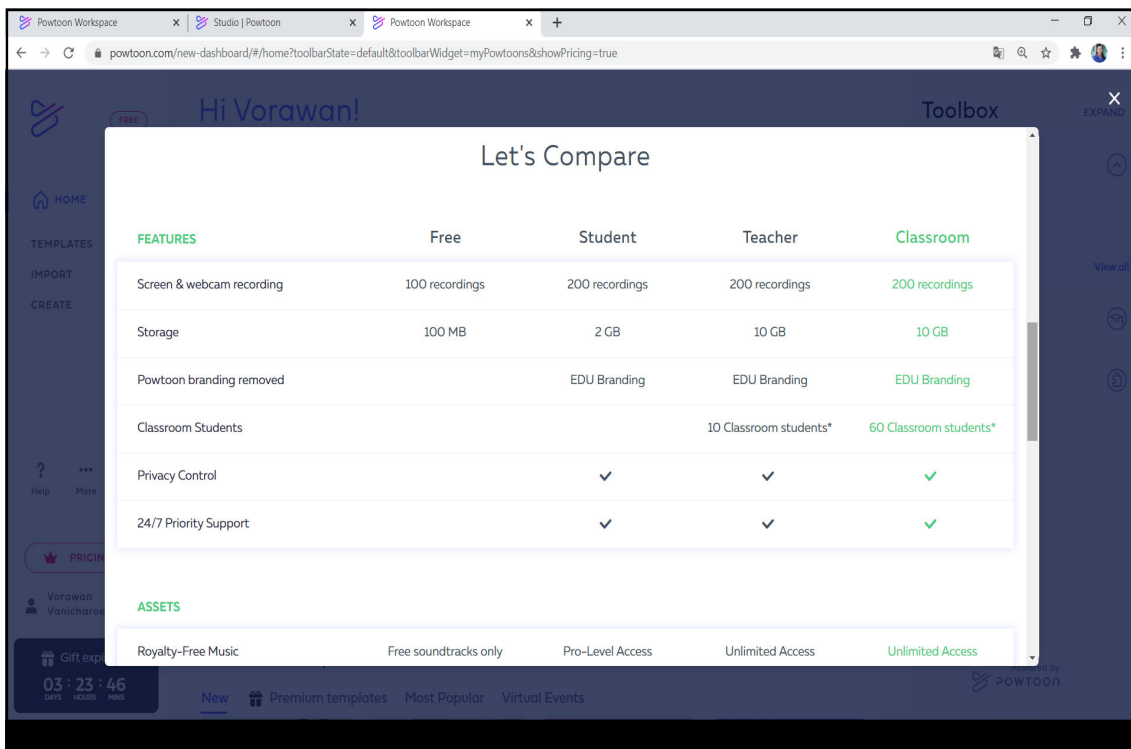 Powtoon Workspace
Studio | Powtoon
Powtoon Workspace
powtoon.com/new-dashboard/#/home?toolbarState=default&toolbarWidget=myPowtoons&showPricing=true
FREE
Hi Vorawan!
Toolbox
EXPAND
Let's Compare
HOME
TEMPLATES
IMPORT
CREATE
View all
FEATURES Free Student Teacher Classroom
Screen & webcam recording 100 recordings 200 recordings 200 recordings 200 recordings
Storage 100 MB 2 GB 10 GB 10 GB
Powtoon branding removed EDU Branding EDU Branding EDU Branding
Classroom Students 10 Classroom students* 60 Classroom students*
Privacy Control
24/7 Priority Support
? ...
Help More
PRICIN
Vorawan
Vanicharoe
ASSETS
Royalty-Free Music Free soundtracks only Pro-Level Access Unlimited Access Unlimited Access
Gift expi
03 : 23 : 46
DAYS HOURS MINS
New Premium templates Most Popular Virtual Events
POWTOON